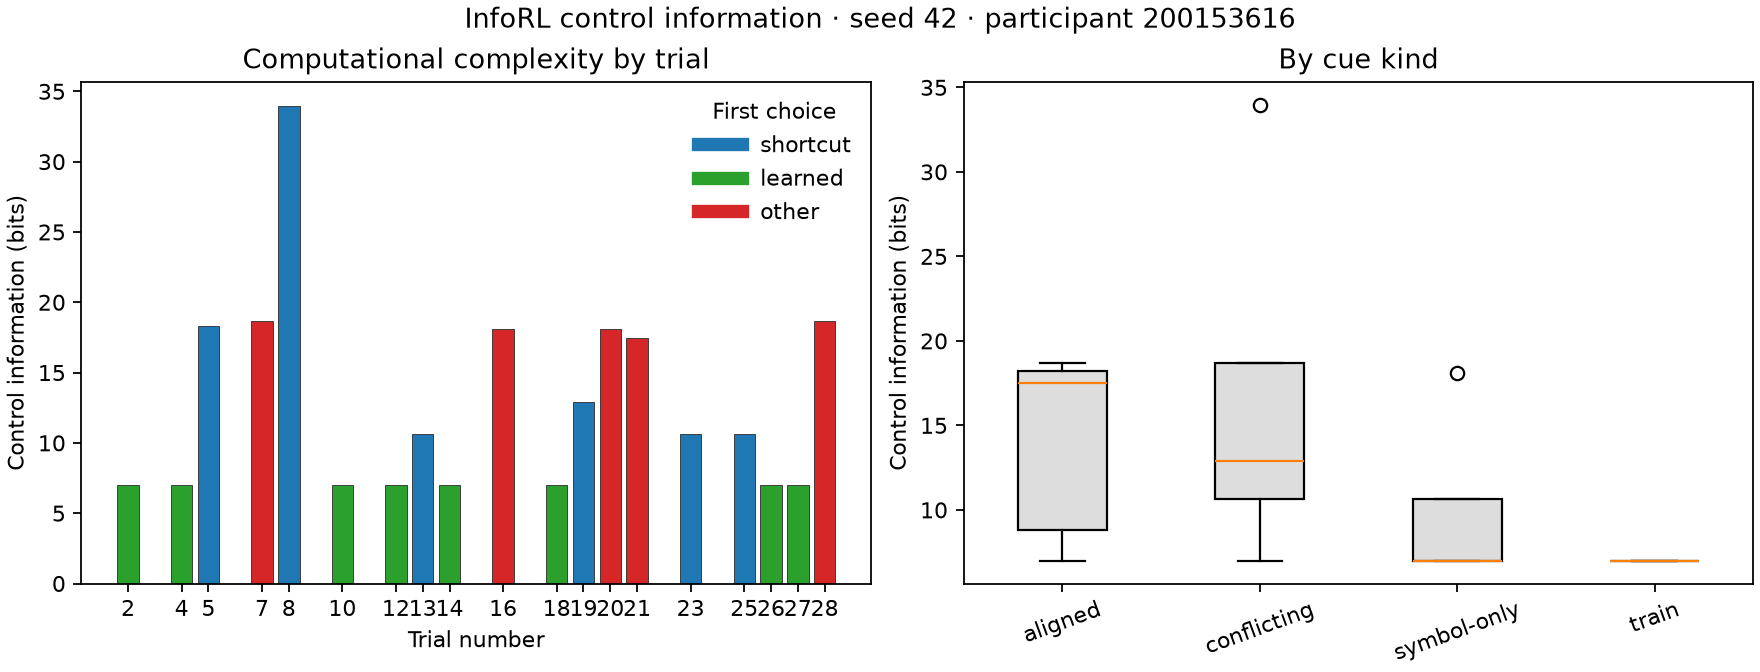 InfoRL control information · seed 42 · participant 200153616
Computational complexity by trial
Control information (bits)
35
30
25
20
15
10
5
0
First choice
shortcut
learned
other
2 4 5 7 8 10 12 13 14 16 18 19 20 21 23 25 26 27 28
Trial number
By cue kind
Control information (bits)
35
30
25
20
15
10
aligned conflicting symbol-only train